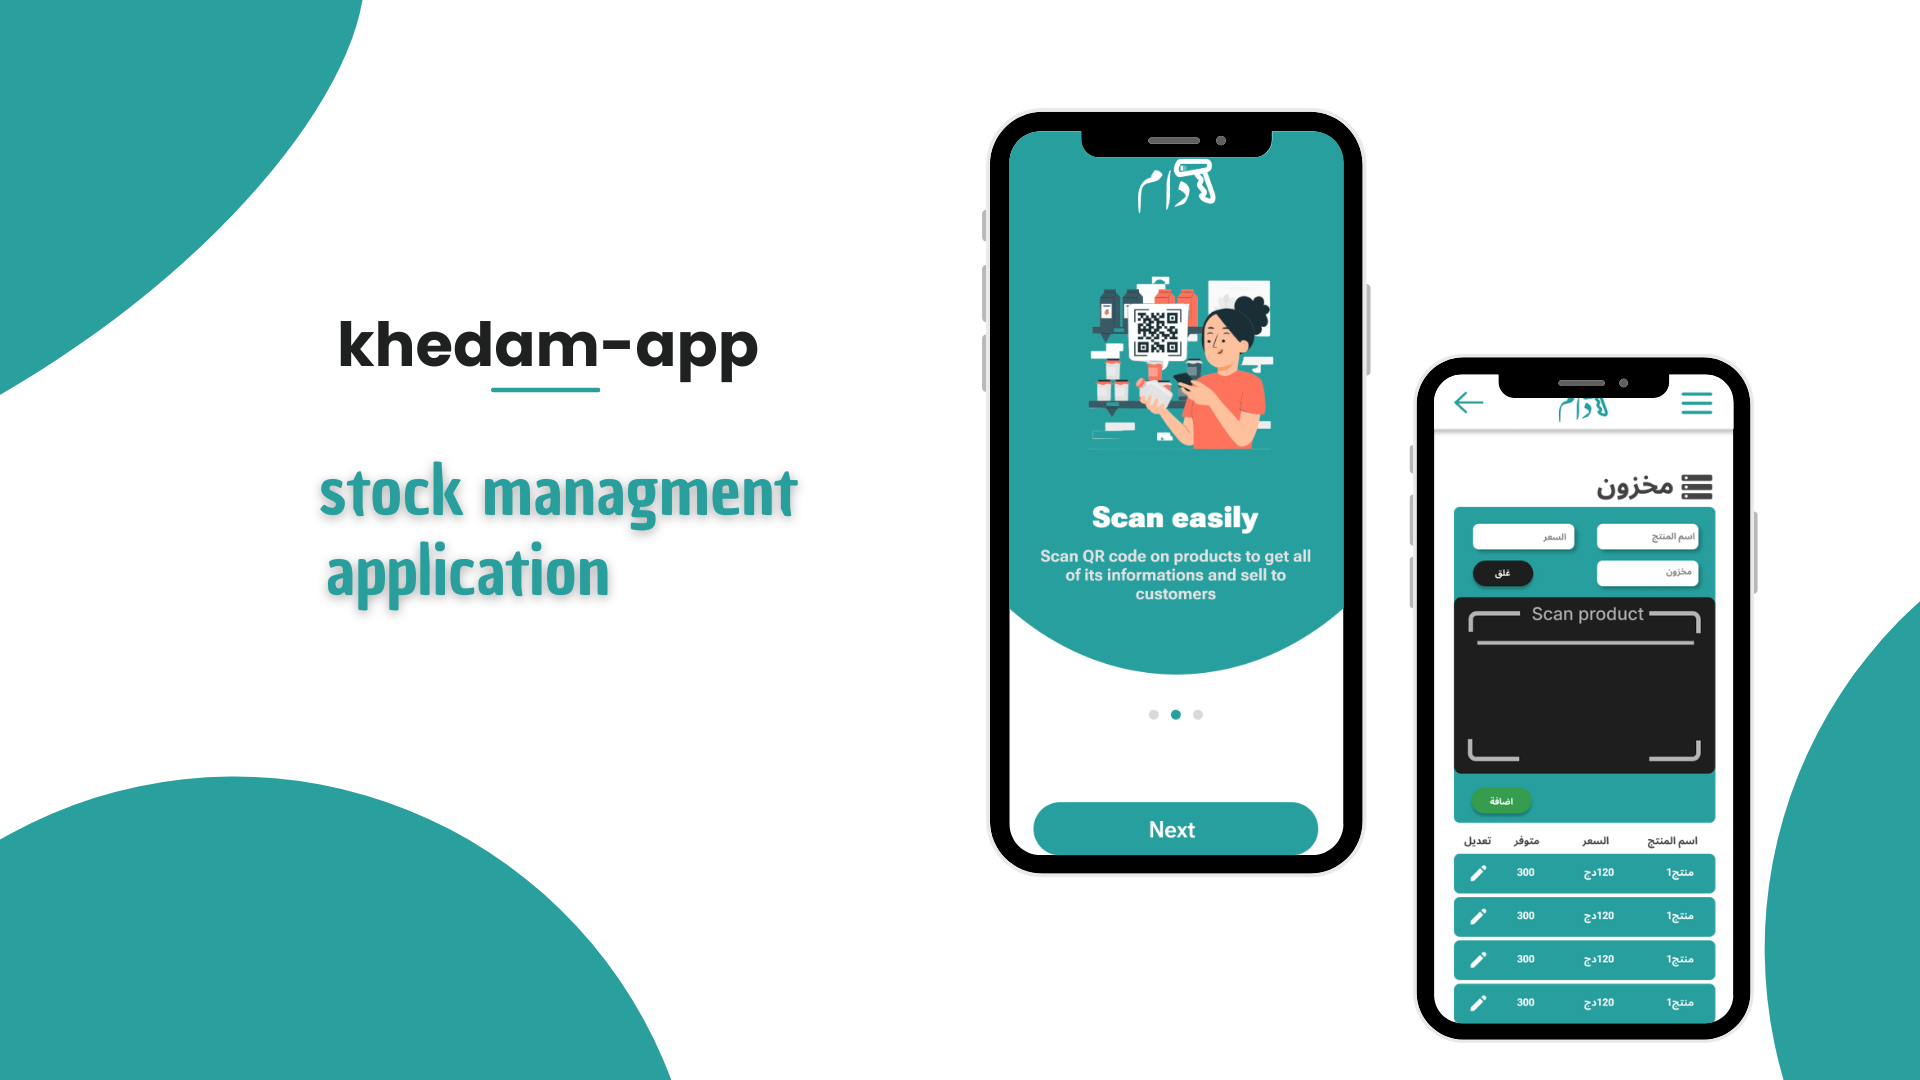 khedam-app
stock managment
application
دام
Scan easily
Scan QR code on products to get all
of its informations and sell to
customers
Next
دام
مخزون
اسم المنتج السعر
مخزون غلق
Scan product
اضافة
اسم المنتج السعر متوفر تعديل
منتج1 120دج 300
منتج1 120دج 300
منتج1 120دج 300
منتج1 120دج 300